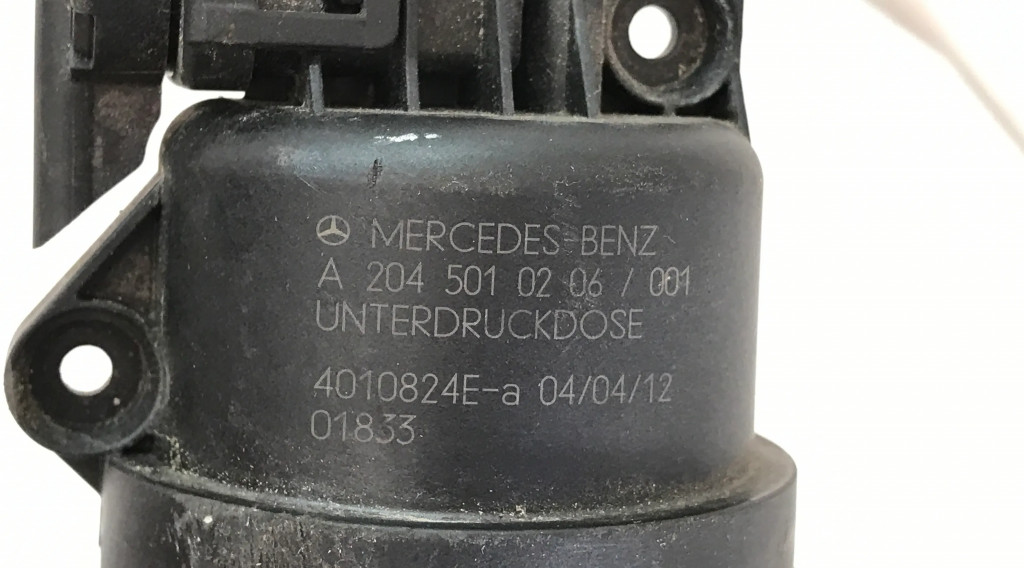 MERCEDES-BENZ
A 204 501 02 06 / 001
UNTERDRUCKDOSE
4010824E-a 04/04/12
01833